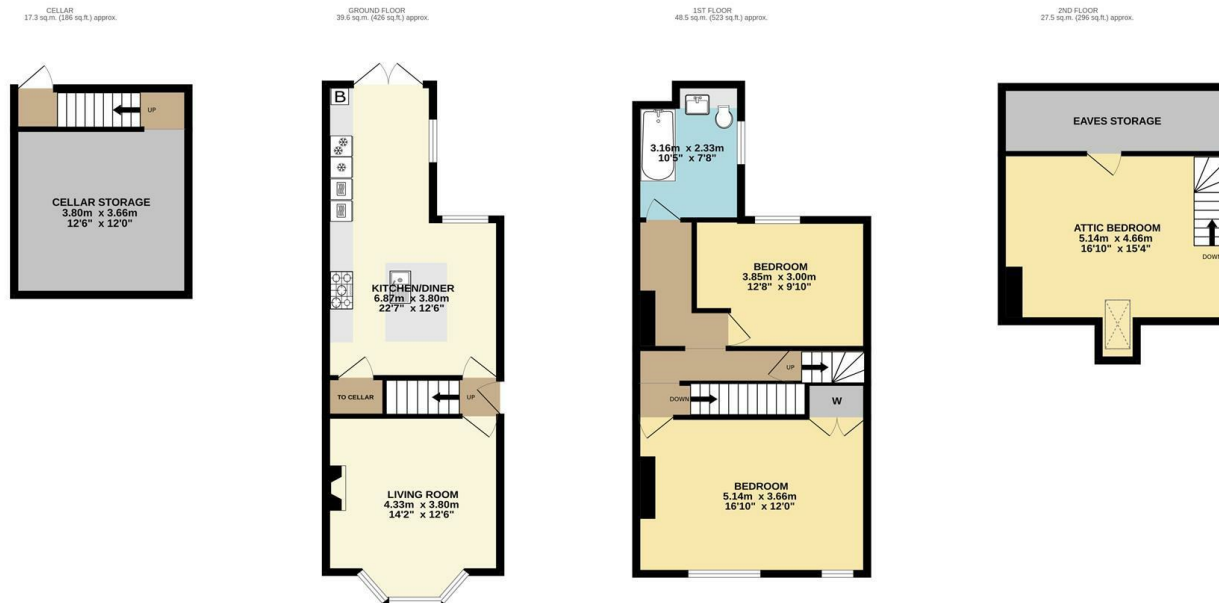 CELLAR
17.3 sq.m. (186 sq.ft.) approx.
UP
CELLAR STORAGE
3.80m x 3.66m
12'6" x 12'0"
GROUND FLOOR
39.6 sq.m. (426 sq.ft.) approx.
B
KITCHEN/DINER
6.87m x 3.80m
22'7" x 12'6"
TO CELLAR
UP
LIVING ROOM
4.33m x 3.80m
14'2" x 12'6"
1ST FLOOR
48.5 sq.m. (523 sq.ft.) approx.
3.16m x 2.33m
10'5" x 7'8"
BEDROOM
3.85m x 3.00m
12'8" x 9'10"
UP
DOWN
W
BEDROOM
5.14m x 3.66m
16'10" x 12'0"
2ND FLOOR
27.5 sq.m. (296 sq.ft.) approx.
EAVES STORAGE
ATTIC BEDROOM
5.14m x 4.66m
16'10" x 15'4"
DOWN